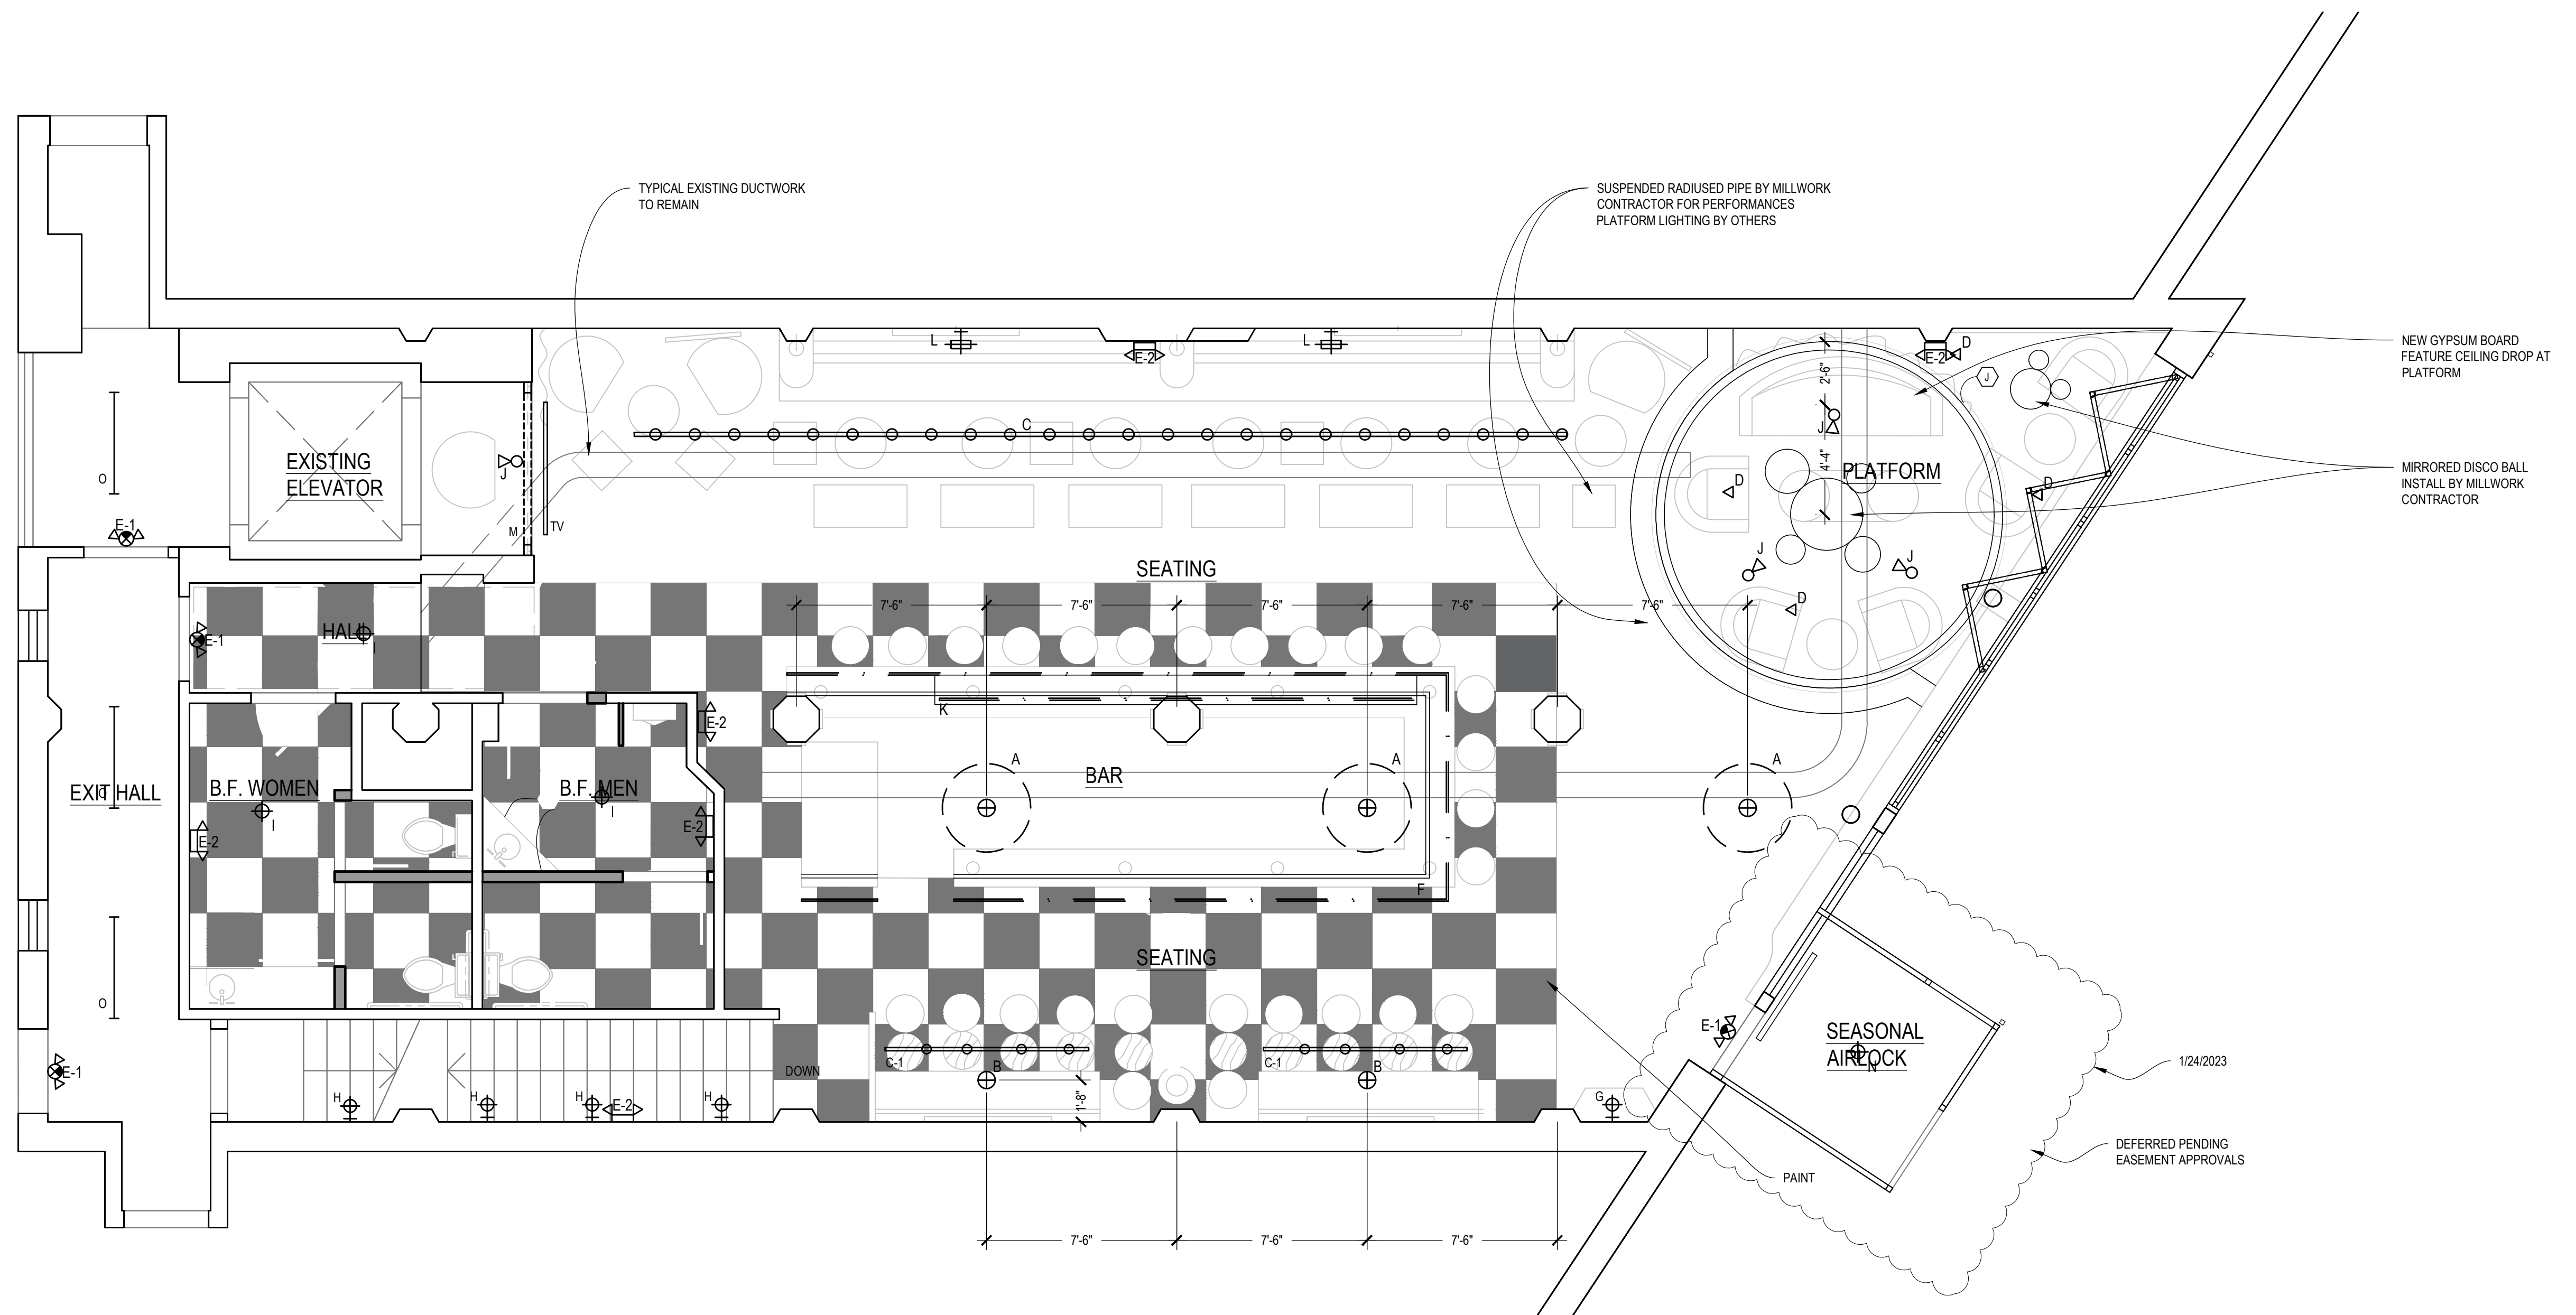 TYPICAL EXISTING DUCTWORK
TO REMAIN
SUSPENDED RADIUSED PIPE BY MILLWORK
CONTRACTOR FOR PERFORMANCES
PLATFORM LIGHTING BY OTHERS
NEW GYPSUM BOARD
FEATURE CEILING DROP AT
PLATFORM
L
E-2
L
E-2
D
2'-6"
J
C
J
4'-4"
PLATFORM
MIRRORED DISCO BALL
INSTALL BY MILLWORK
CONTRACTOR
EXISTING
ELEVATOR
J
O
E-1
M
TV
D
D
SEATING
J
J
D
7'-6"
7'-6"
7'-6"
7'-6"
7'-6"
HALL
I
E-1
K
E-2
A
A
A
BAR
EXIT HALL
O
B.F. WOMEN
I
B.F. MEN
I
E-2
E-2
F
SEATING
O
E-1
C-1
C-1
B
B
DOWN
1'-8"
H
H
H
E-2
H
G
E-1
SEASONAL
AIRLOCK
N
1/24/2023
DEFERRED PENDING
EASEMENT APPROVALS
PAINT
7'-6"
7'-6"
7'-6"